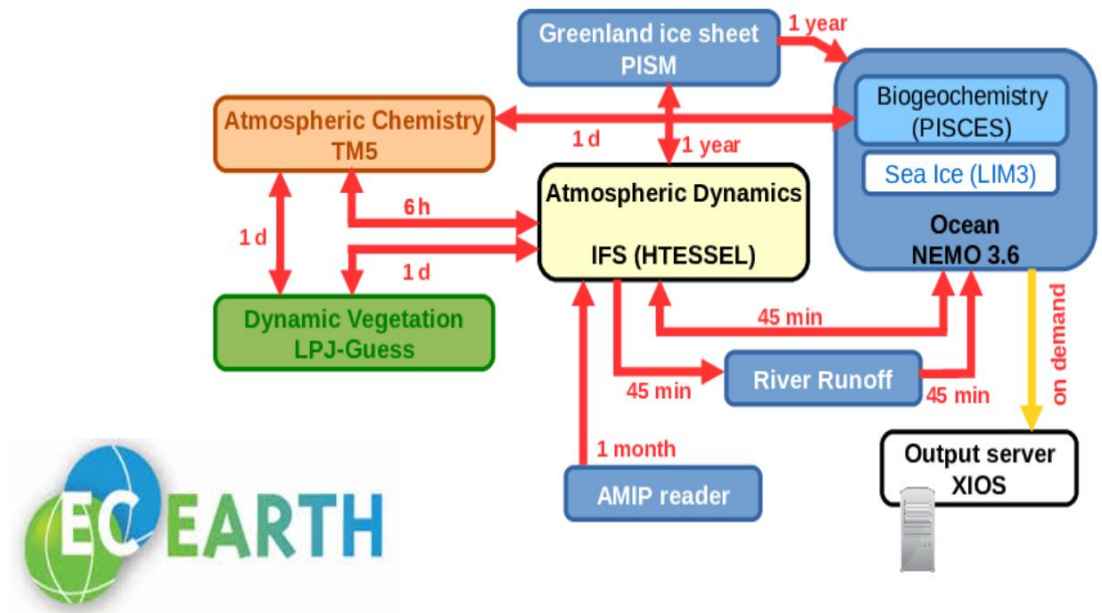 Greenland ice sheet
PISM
1 year
Atmospheric Chemistry
TM5
Biogeochemistry
(PISCES)
1 d
1 year
Sea Ice (LIM3)
Atmospheric Dynamics
IFS (HTESSEL)
Ocean
NEMO 3.6
6 h
1 d
1 d
Dynamic Vegetation
LPJ-Guess
45 min
on demand
River Runoff
45 min
45 min
1 month
AMIP reader
Output server
XIOS
EC EARTH